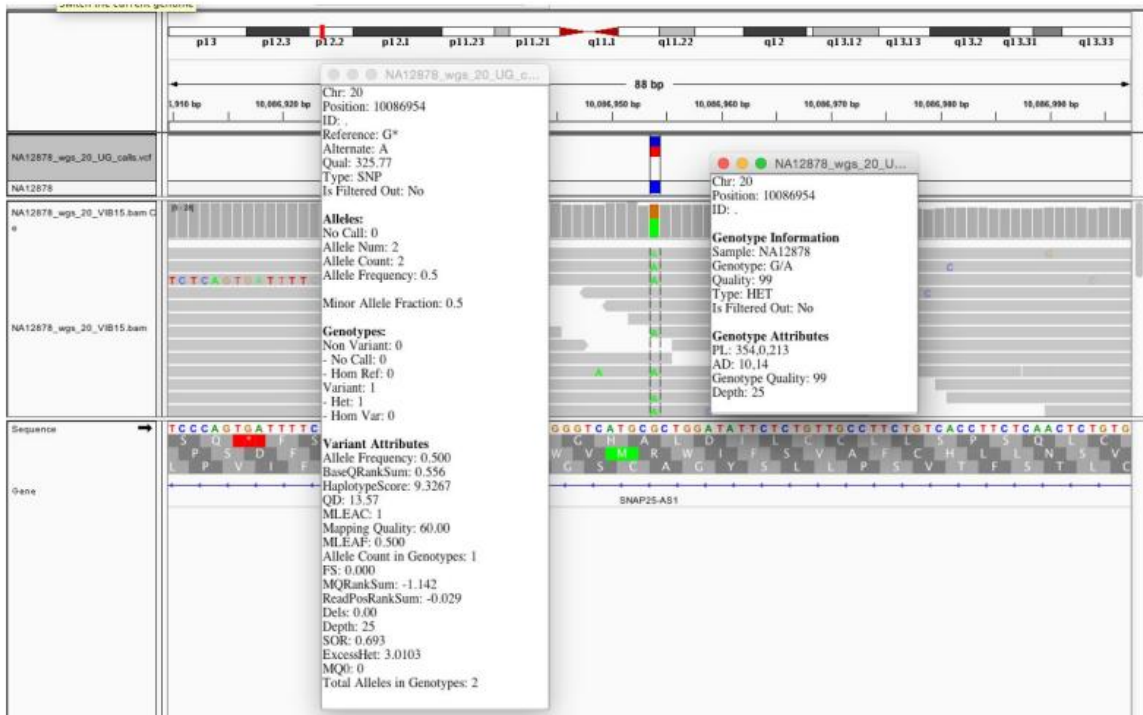 Switch the current genome
p13 p12.3 p12.2 p12.1 p11.23 p11.21 q11.1 q11.22 q12 q13.12 q13.13 q13.2 q13.31 q13.33
88 bp
10,086,920 bp 10,086,950 bp 10,086,960 bp 10,086,970 bp 10,086,980 bp 10,086,990 bp
NA12878_wgs_20_UG_calls.vcf
NA12878
NA12878_wgs_20_VIB15.bam C
e
NA12878_wgs_20_VIB15.bam
T C T C A G T G A T T T T C
A
A
A
A
A A
A
A
C
C
Sequence
T C C C A G T G A T T T T C
G G G T C A T G C G C T G G A T A T T C T C T G T T G C C T T C T G T C A C C T T C T C A A C T C T G T G
S Q * F S
P S D F
L P V I F
G H A L D I L C C L L S P S Q L C
W V M R W I F S V A F C H L L N S V
G S C A G Y S L L P S V T F S T L C
Gene
SNAP25-AS1
NA12878_wgs_20_UG_c...
Chr: 20
Position: 10086954
ID: .
Reference: G*
Alternate: A
Qual: 325.77
Type: SNP
Is Filtered Out: No
Alleles:
No Call: 0
Allele Num: 2
Allele Count: 2
Allele Frequency: 0.5
Minor Allele Fraction: 0.5
Genotypes:
Non Variant: 0
- No Call: 0
- Hom Ref: 0
Variant: 1
- Het: 1
- Hom Var: 0
Variant Attributes
Allele Frequency: 0.500
BaseQRankSum: 0.556
HaplotypeScore: 9.3267
QD: 13.57
MLEAC: 1
Mapping Quality: 60.00
MLEAF: 0.500
Allele Count in Genotypes: 1
FS: 0.000
MQRankSum: -1.142
ReadPosRankSum: -0.029
Dels: 0.00
Depth: 25
SOR: 0.693
ExcessHet: 3.0103
MQ0: 0
Total Alleles in Genotypes: 2
NA12878_wgs_20_U...
Chr: 20
Position: 10086954
ID: .
Genotype Information
Sample: NA12878
Genotype: G/A
Quality: 99
Type: HET
Is Filtered Out: No
Genotype Attributes
PL: 354,0,213
AD: 10,14
Genotype Quality: 99
Depth: 25